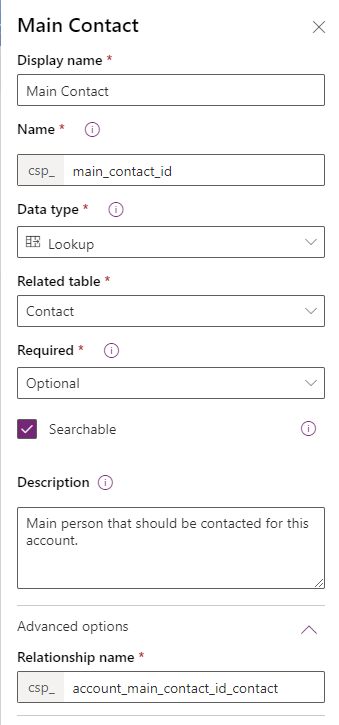 Main Contact
Display name *
Main Contact
Name *
csp_ main_contact_id
Data type *
Lookup
Related table *
Contact
Required *
Optional
Searchable
Description
Main person that should be contacted for this
account.
Advanced options
Relationship name *
csp_ account_main_contact_id_contact